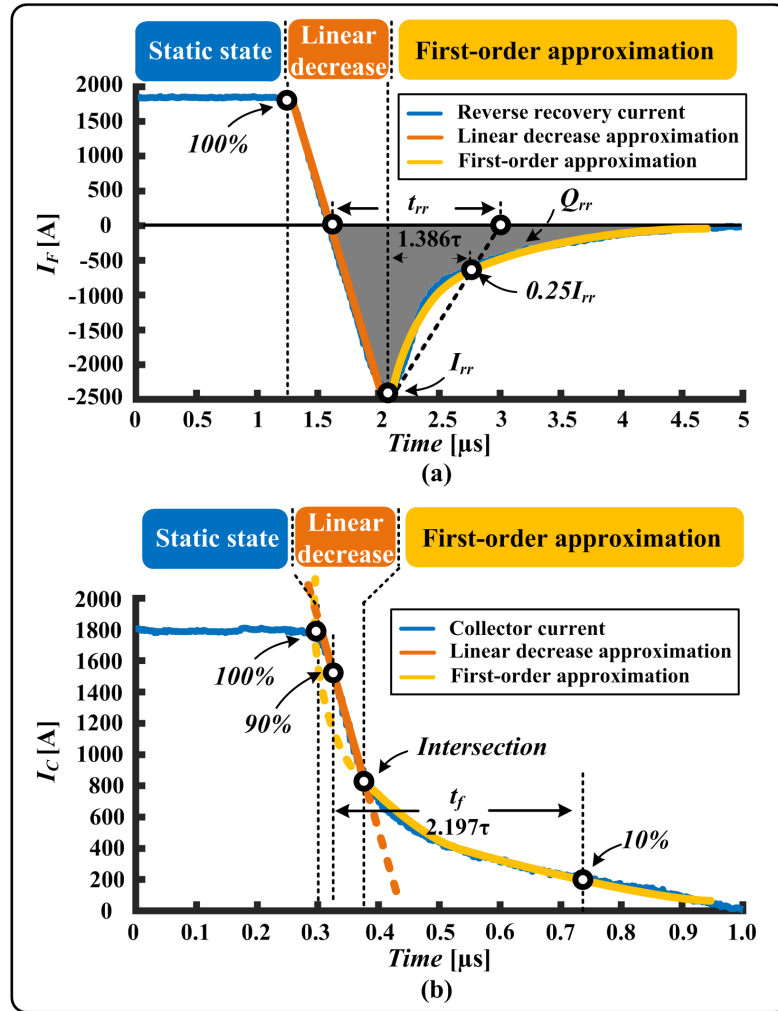 Static state
Linear
decrease
First-order approximation
2000
1500
1000
500
0
-500
-1000
-1500
-2000
-2500
I_F [A]
100%
Reverse recovery current
Linear decrease approximation
First-order approximation
t_rr
Q_rr
1.386τ
0.25I_rr
I_rr
0 0.5 1 1.5 2 2.5 3 3.5 4 4.5 5
Time [μs]
(a)
Static state
Linear
decrease
First-order approximation
2000
1800
1600
1400
1200
1000
800
600
400
200
0
I_C [A]
100%
90%
Collector current
Linear decrease approximation
First-order approximation
Intersection
t_f
2.197τ
10%
0 0.1 0.2 0.3 0.4 0.5 0.6 0.7 0.8 0.9 1.0
Time [μs]
(b)